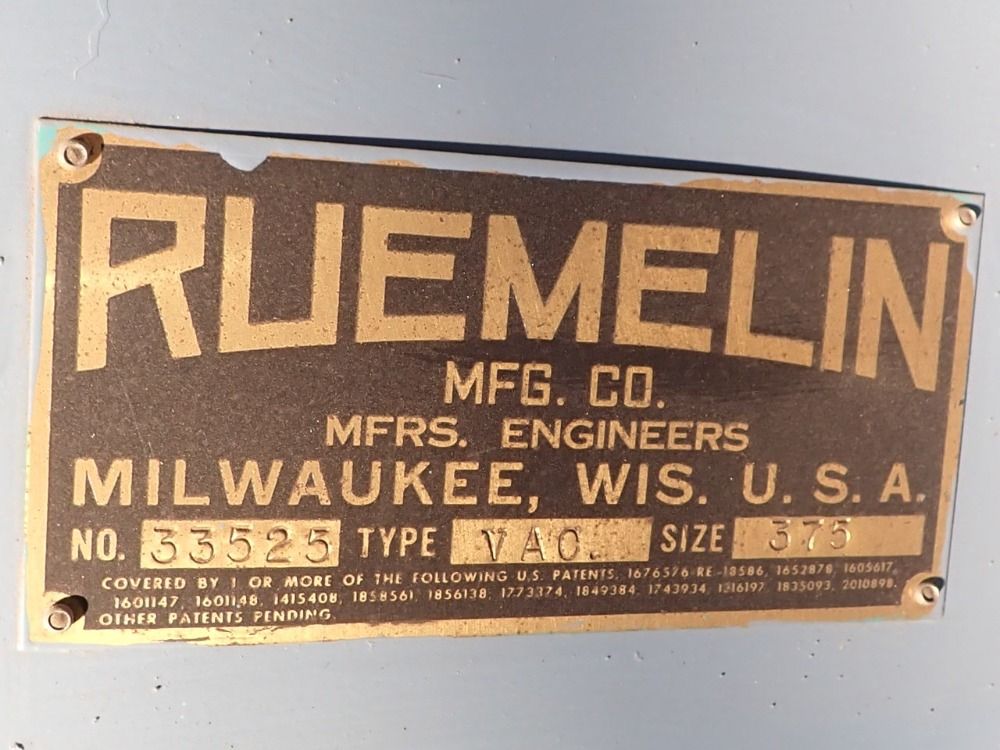 RUEMELIN
MFG. CO.
MFRS. ENGINEERS
MILWAUKEE, WIS. U. S. A.
NO. 33525 TYPE VAC. SIZE 375
COVERED BY 1 OR MORE OF THE FOLLOWING U.S. PATENTS, 1676576 RE-18586, 1652878, 1605617,
1601147, 1601148, 1415408, 1858561, 1856138, 1773374, 1849384, 1743934, 1316197, 1835093, 2010898.
OTHER PATENTS PENDING.